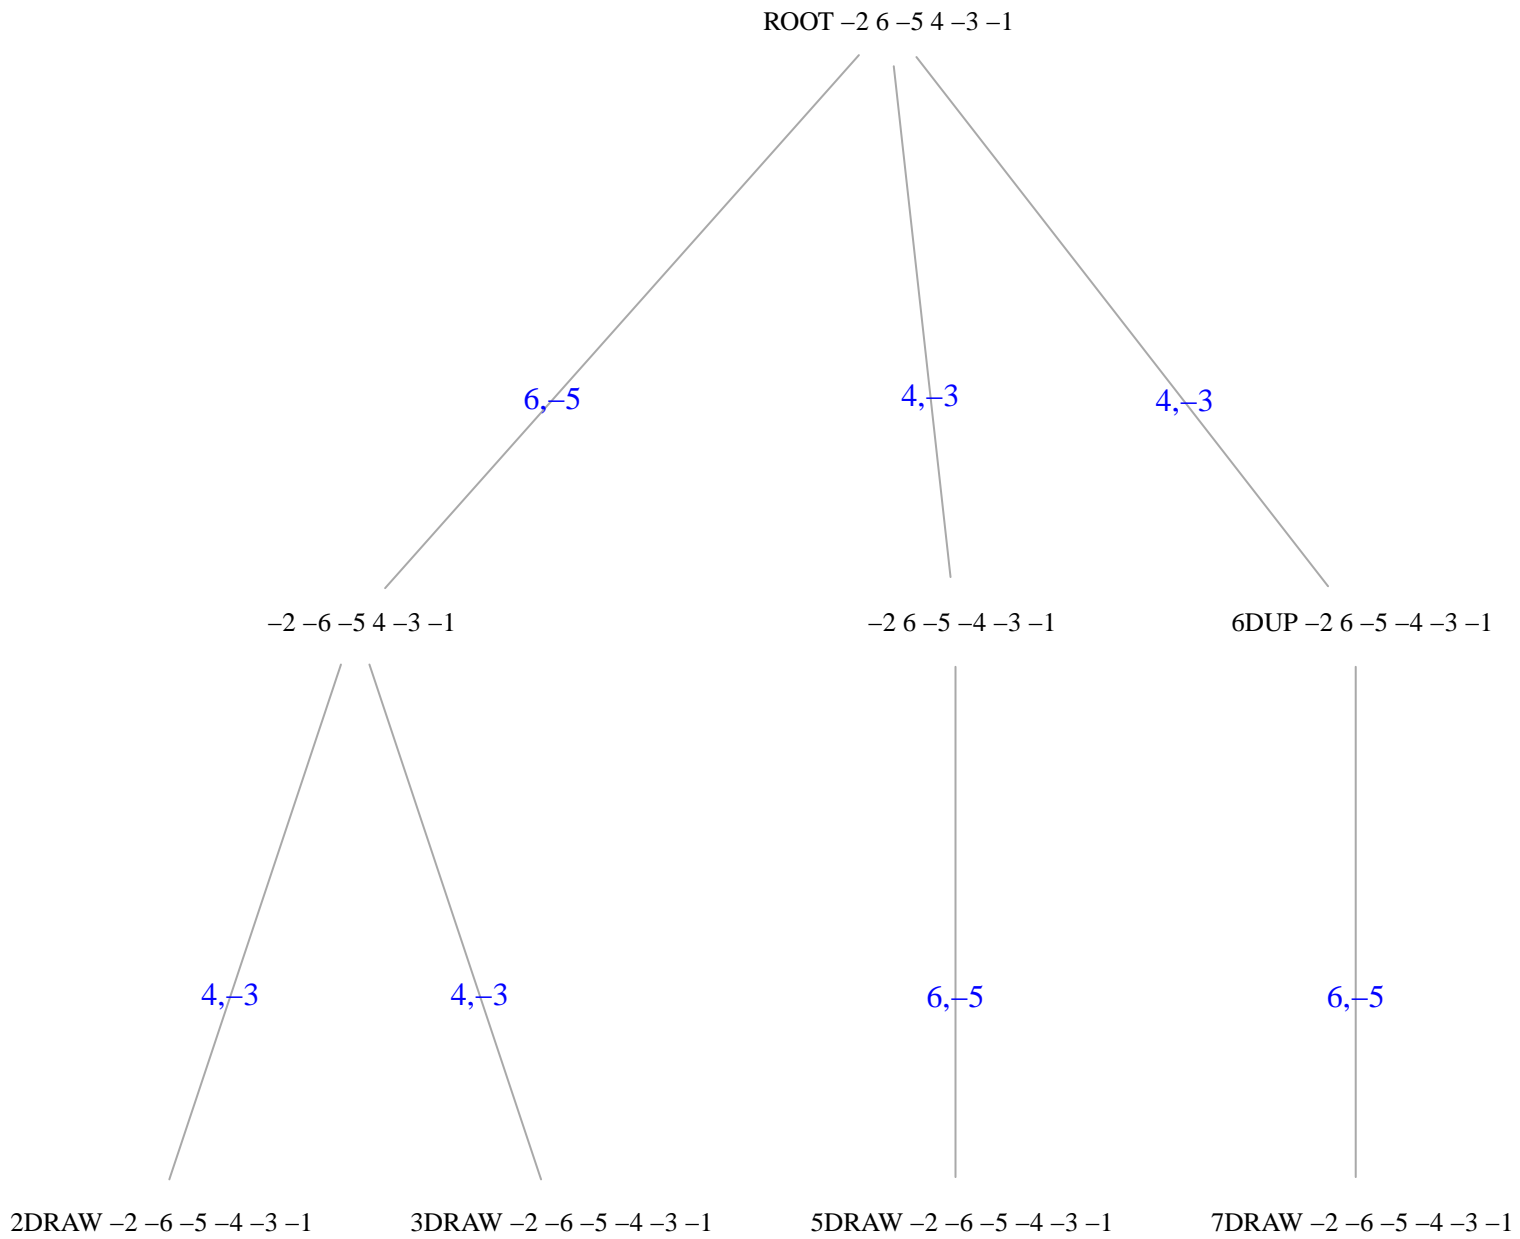 ROOT –2 6 –5 4 –3 –1
6,–5
4,–3
4,–3
–2 –6 –5 4 –3 –1
–2 6 –5 –4 –3 –1
6DUP –2 6 –5 –4 –3 –1
4,–3
4,–3
6,–5
6,–5
2DRAW –2 –6 –5 –4 –3 –1
3DRAW –2 –6 –5 –4 –3 –1
5DRAW –2 –6 –5 –4 –3 –1
7DRAW –2 –6 –5 –4 –3 –1